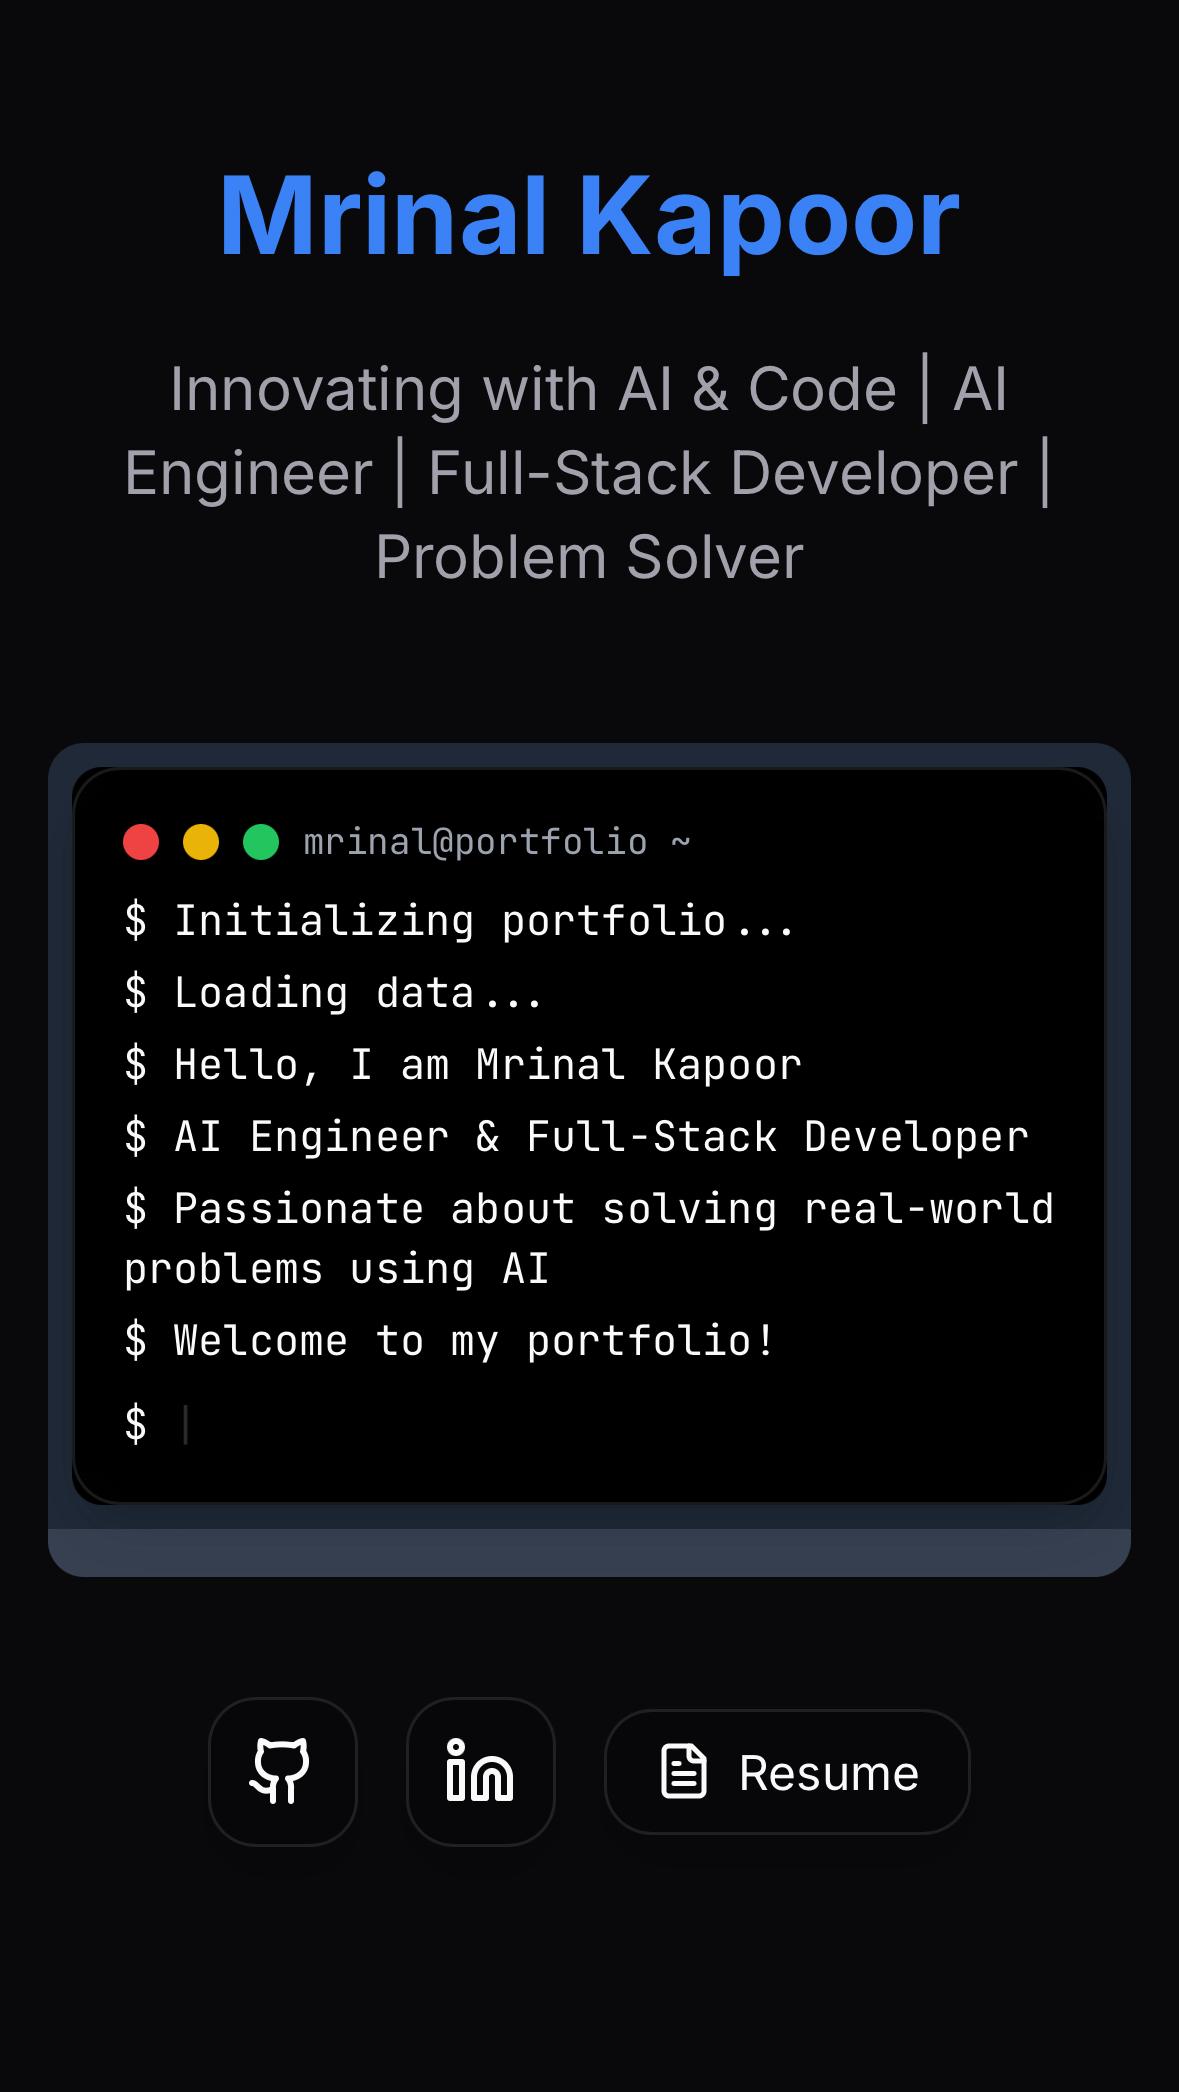 Mrinal Kapoor
Innovating with AI & Code | AI
Engineer | Full-Stack Developer |
Problem Solver
mrinal@portfolio ~
$ Initializing portfolio...
$ Loading data...
$ Hello, I am Mrinal Kapoor
$ AI Engineer & Full-Stack Developer
$ Passionate about solving real-world
problems using AI
$ Welcome to my portfolio!
$ |
Resume